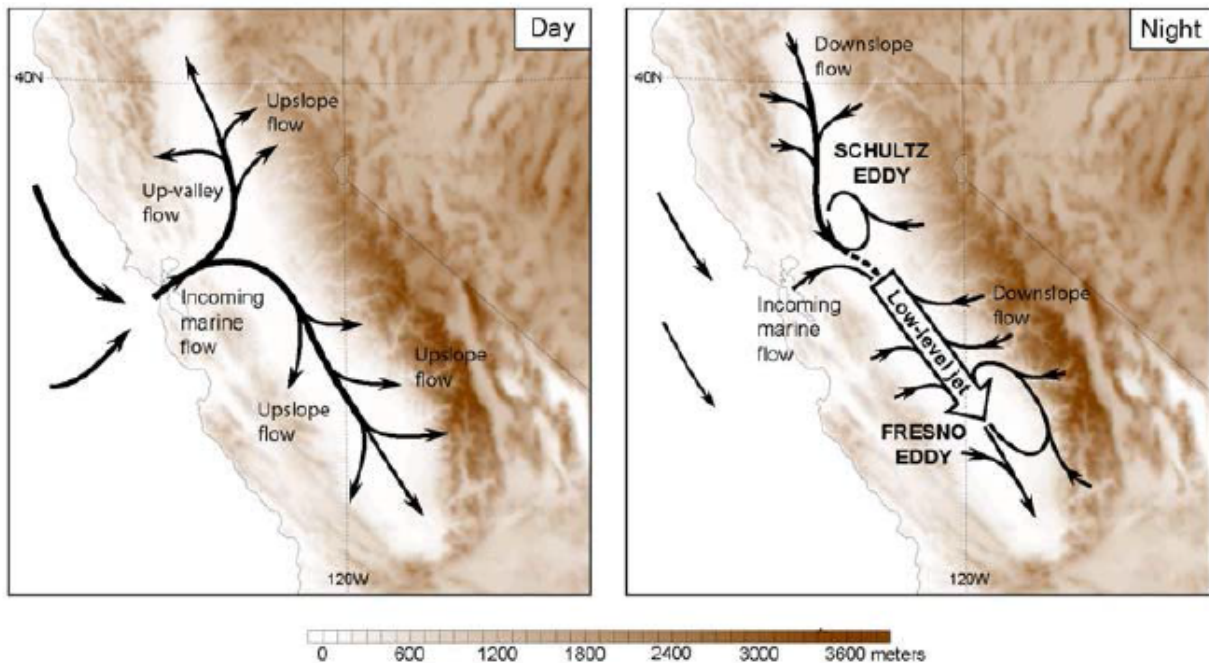 Day
40N
Upslope
flow
Up-valley
flow
Incoming
marine
flow
Upslope
flow
Upslope
flow
120W
Night
Downslope
flow
40N
SCHULTZ
EDDY
Incoming
marine
flow
Low-level jet
Downslope
flow
FRESNO
EDDY
120W
0 600 1200 1800 2400 3000 3600 meters